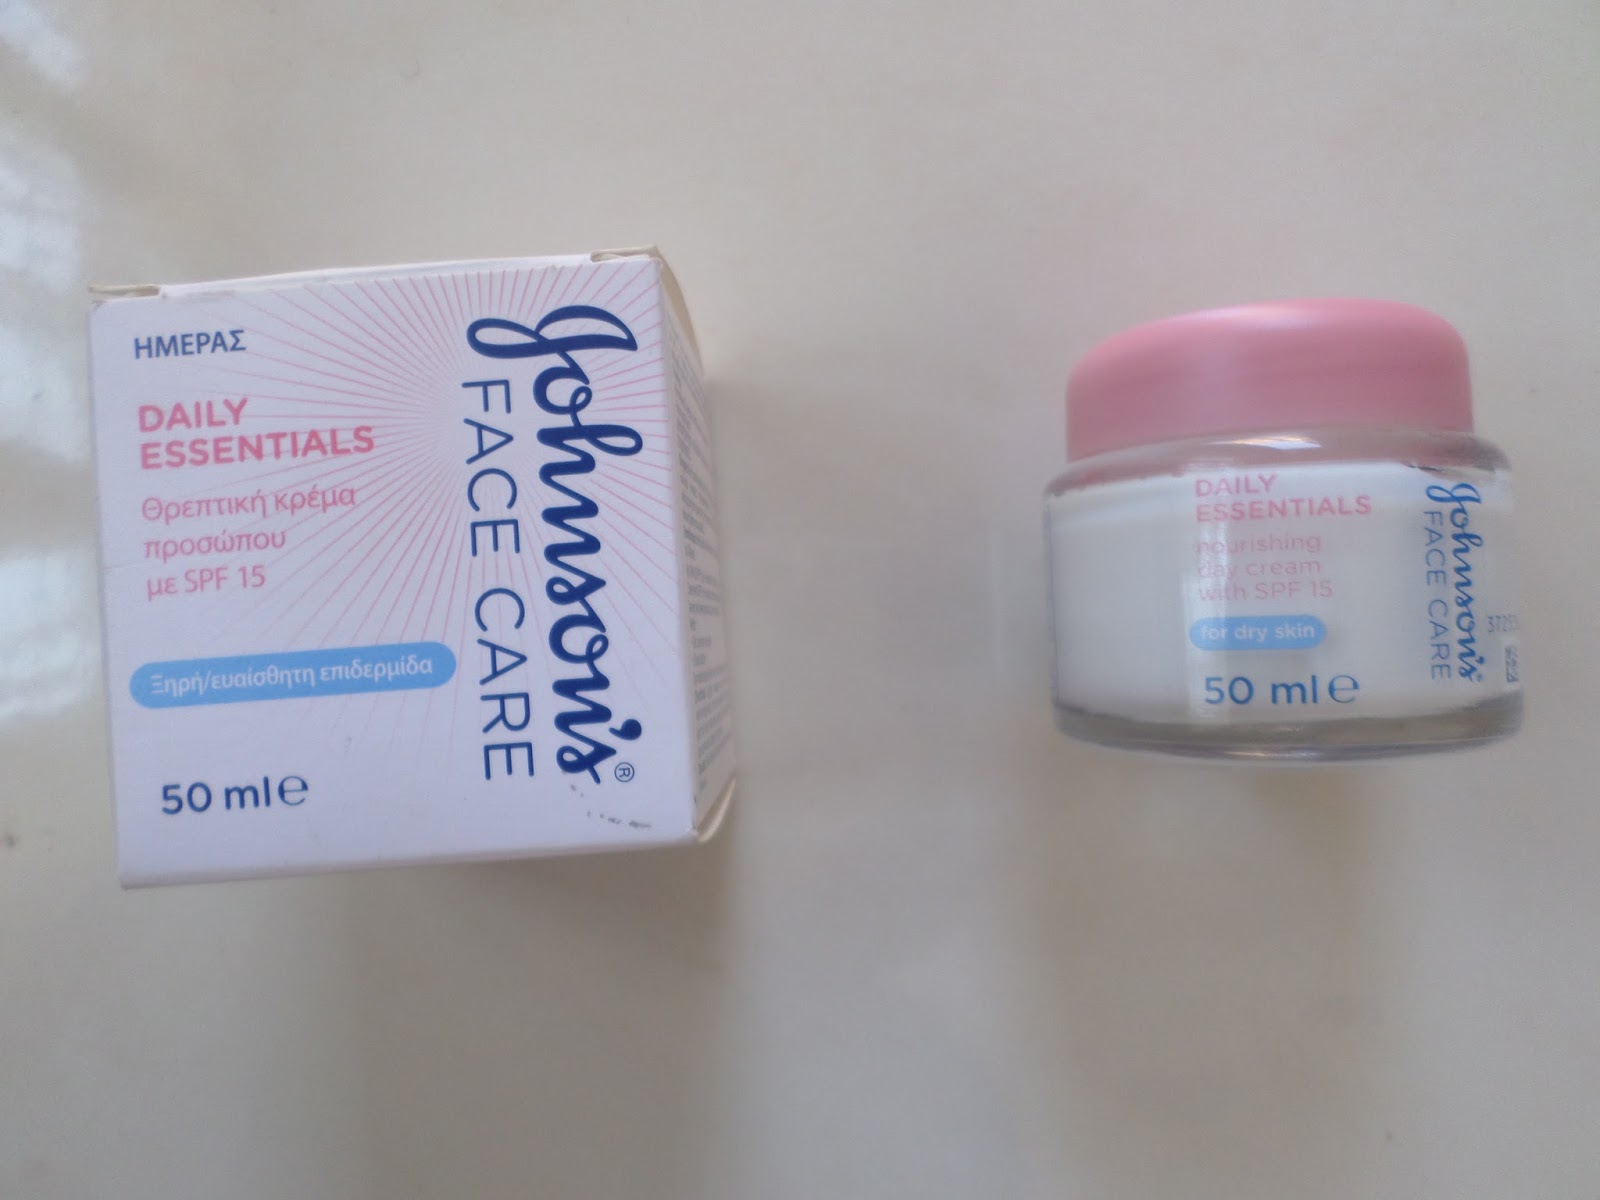 ΗΜΕΡΑΣ
DAILY
ESSENTIALS
Θρεπτική κρέμα
προσώπου
με SPF 15
Ξηρή/ευαίσθητη επιδερμίδα
50 ml e
Johnson's®
FACE CARE
DAILY
ESSENTIALS
nourishing
day cream
with SPF 15
for dry skin
50 ml e
Johnson's®
FACE CARE